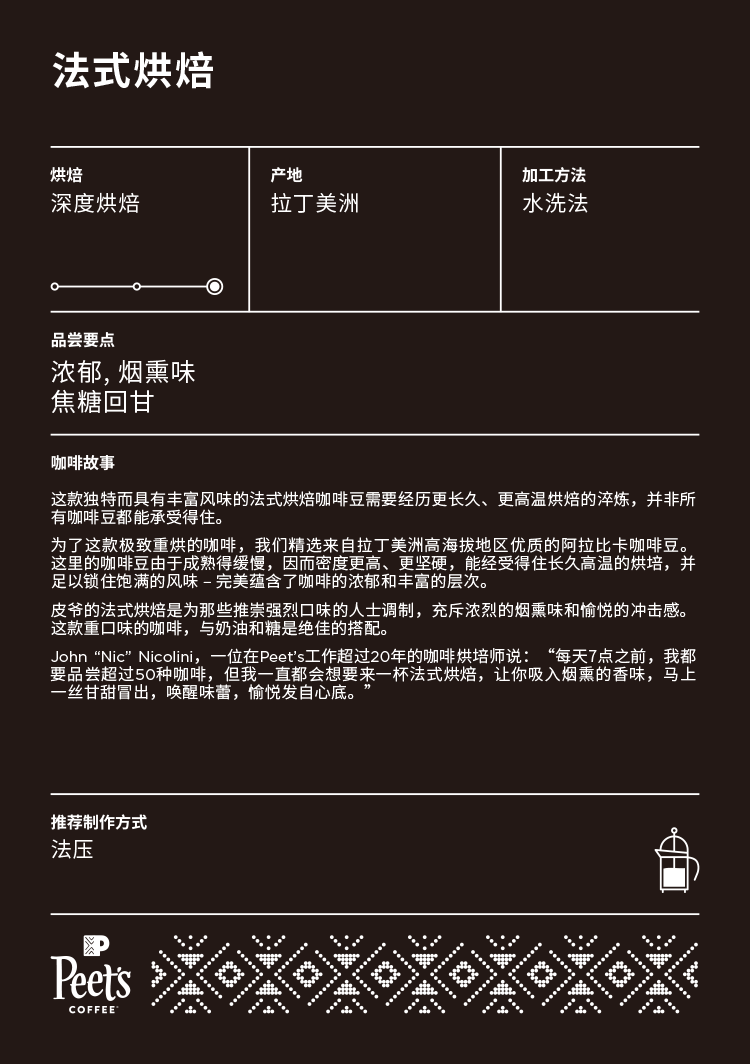 法式烘焙
烘焙
深度烘焙
产地
拉丁美洲
加工方法
水洗法
品尝要点
浓郁, 烟熏味
焦糖回甘
咖啡故事
这款独特而具有丰富风味的法式烘焙咖啡豆需要经历更长久、更高温烘焙的淬炼，并非所
有咖啡豆都能承受得住。
为了这款极致重烘的咖啡，我们精选来自拉丁美洲高海拔地区优质的阿拉比卡咖啡豆。
这里的咖啡豆由于成熟得缓慢，因而密度更高、更坚硬，能经受得住长久高温的烘培，并
足以锁住饱满的风味 – 完美蕴含了咖啡的浓郁和丰富的层次。
皮爷的法式烘焙是为那些推崇强烈口味的人士调制，充斥浓烈的烟熏味和愉悦的冲击感。
这款重口味的咖啡，与奶油和糖是绝佳的搭配。
John “Nic” Nicolini，一位在Peet’s工作超过20年的咖啡烘培师说：“每天7点之前，我都
要品尝超过50种咖啡，但我一直都会想要来一杯法式烘焙，让你吸入烟熏的香味，马上
一丝甘甜冒出，唤醒味蕾，愉悦发自心底。”
推荐制作方式
法压
P
Peet's
COFFEE